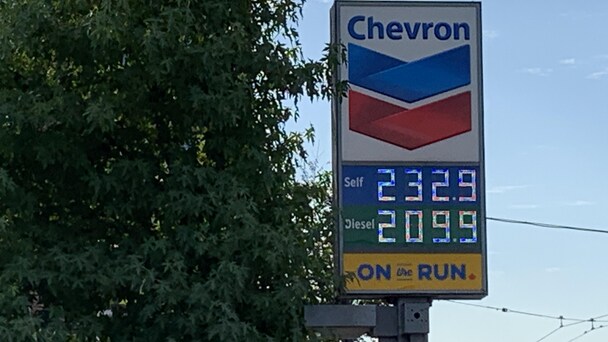 Chevron
Self 232.9
Diesel 209.9
ON the RUN